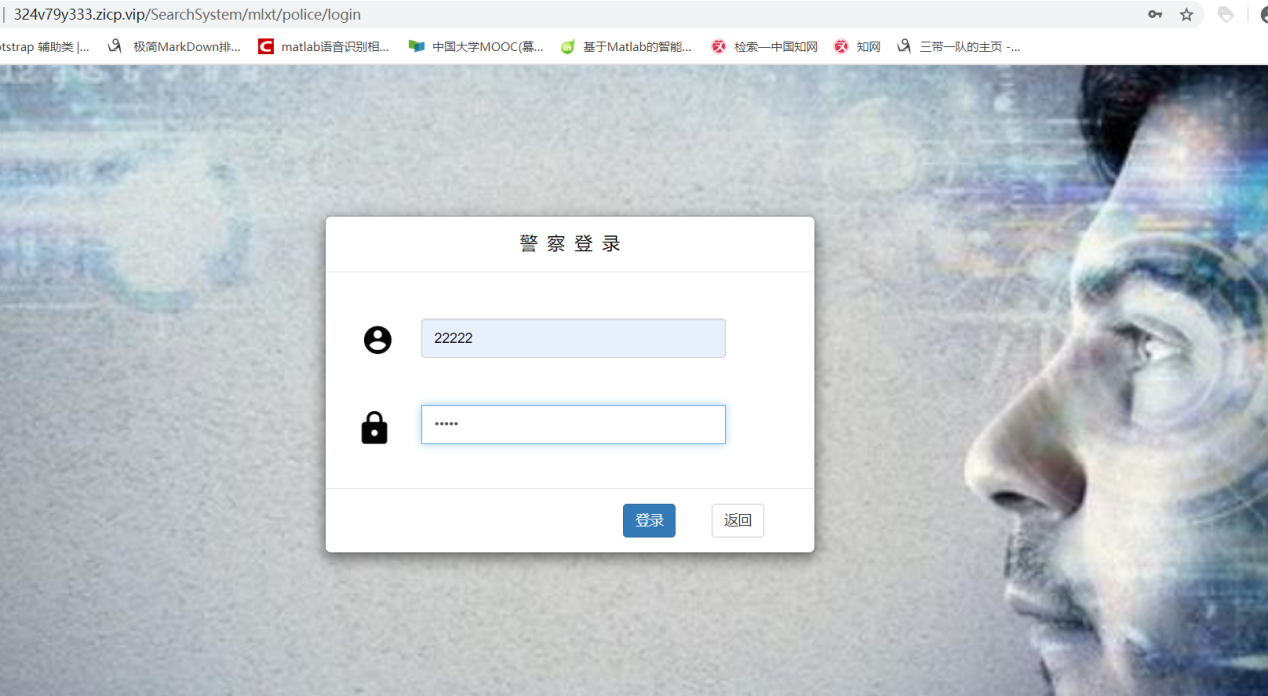 324v79y333.zicp.vip/SearchSystem/mlxt/police/login
otstrap 辅助类 |... 极简MarkDown排... matlab语音识别相... 中国大学MOOC(慕... 基于Matlab的智能... 检索—中国知网 知网 三带一队的主页 -...
警 察 登 录
22222
•••••
登录 返回